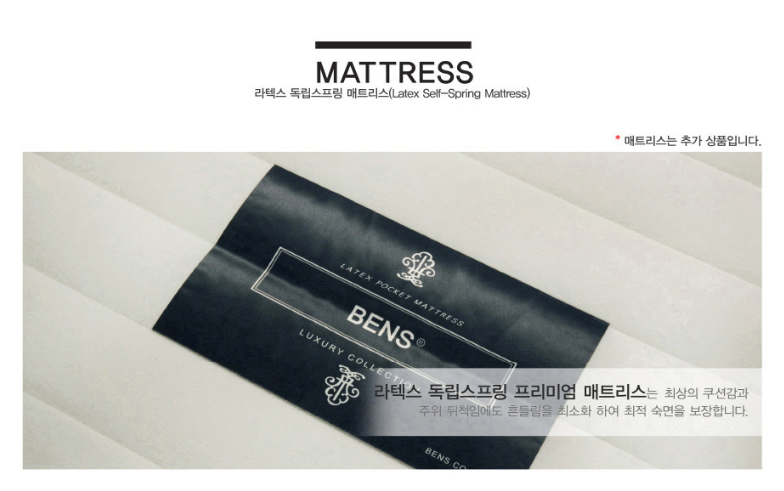 MATTRESS
라텍스 독립스프링 매트리스(Latex Self-Spring Mattress)
* 매트리스는 추가 상품입니다.
LATEX POCKET MATTRESS
BENS®
LUXURY COLLECTION
라텍스 독립스프링 프리미엄 매트리스는 최상의 쿠션감과
주위 뒤척임에도 흔들림을 최소화 하여 최적 숙면을 보장합니다.
BENS CO